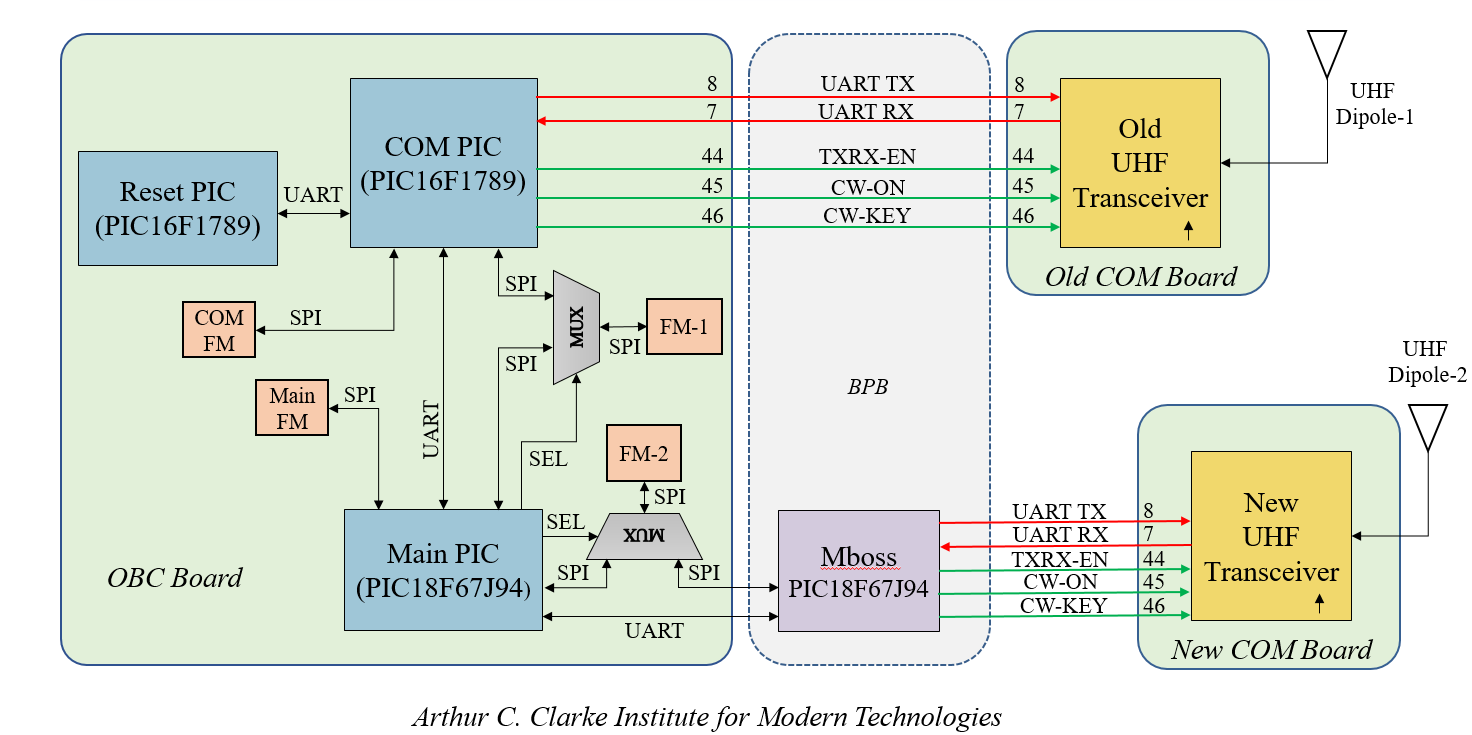 8
UART TX
8
7
UART RX
7
44
TXRX-EN
44
45
CW-ON
45
46
CW-KEY
46
COM PIC
(PIC16F1789)
Reset PIC
(PIC16F1789)
UART
Old
UHF
Transceiver
Old COM Board
UHF
Dipole-1
COM
FM
SPI
SPI
MUX
SPI
FM-1
SPI
Main
FM
SPI
UART
SEL
FM-2
SPI
BPB
UHF
Dipole-2
OBC Board
Main PIC
(PIC18F67J94)
SEL
MUX
SPI
SPI
UART
Mboss
PIC18F67J94
UART TX
8
UART RX
7
TXRX-EN
44
CW-ON
45
CW-KEY
46
New
UHF
Transceiver
New COM Board
Arthur C. Clarke Institute for Modern Technologies